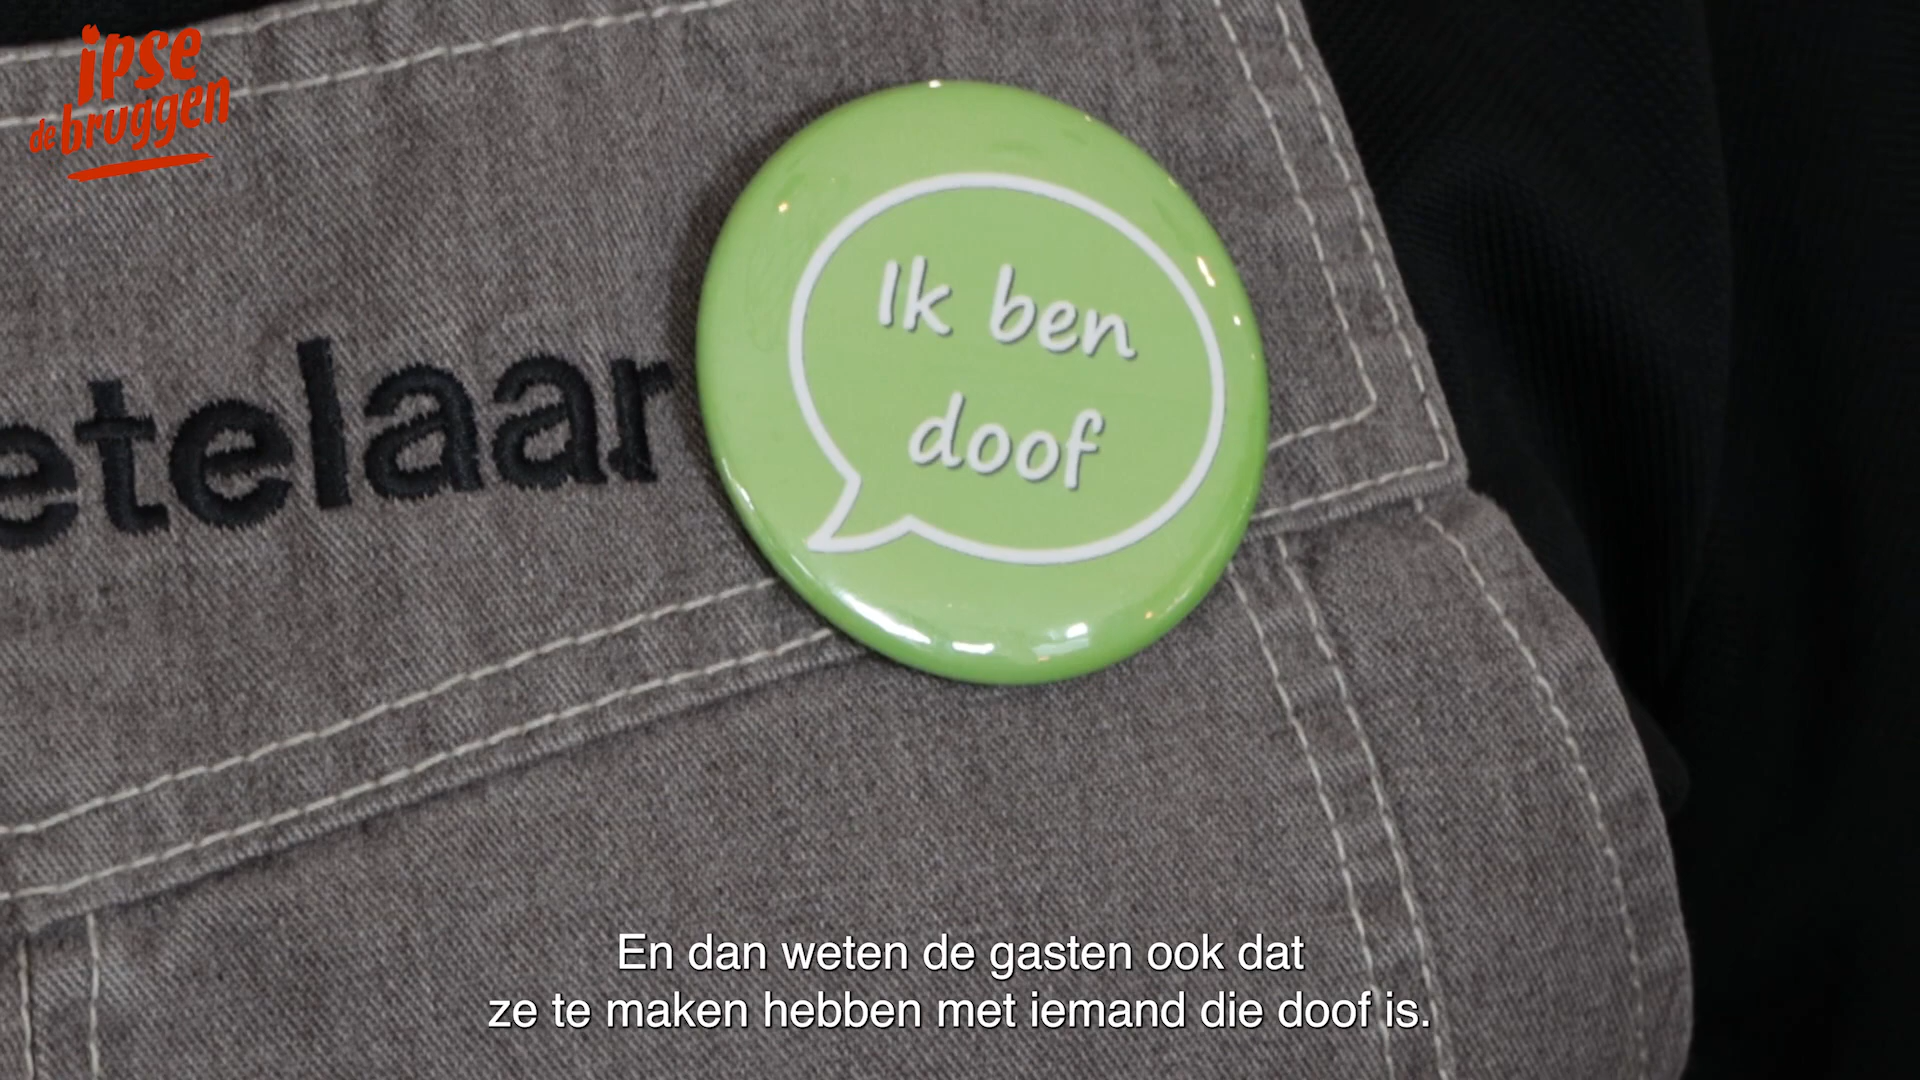 ipse
de bruggen
etelaar
Ik ben
doof
En dan weten de gasten ook dat
ze te maken hebben met iemand die doof is.